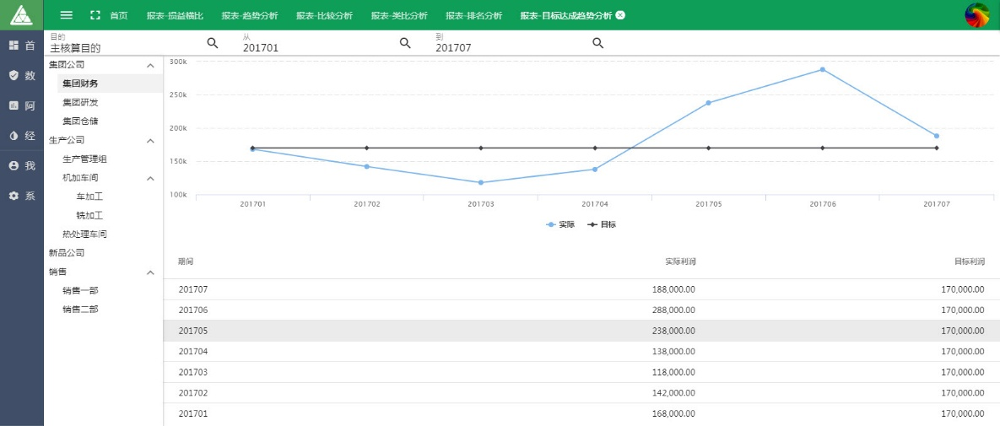 首页 报表-损益横比 报表-趋势分析 报表-比较分析 报表-类比分析 报表-排名分析 报表-目标达成趋势分析
首
数
阿
经
我
系
目的 从 到
主核算目的 201701 201707
集团公司
集团财务
集团研发
集团仓储
生产公司
生产管理组
机加车间
车加工
铣加工
热处理车间
新品公司
销售
销售一部
销售二部
300k
250k
200k
150k
100k
201701 201702 201703 201704 201705 201706 201707
实际 目标
期间 实际利润 目标利润
201707 188,000.00 170,000.00
201706 288,000.00 170,000.00
201705 238,000.00 170,000.00
201704 138,000.00 170,000.00
201703 118,000.00 170,000.00
201702 142,000.00 170,000.00
201701 168,000.00 170,000.00